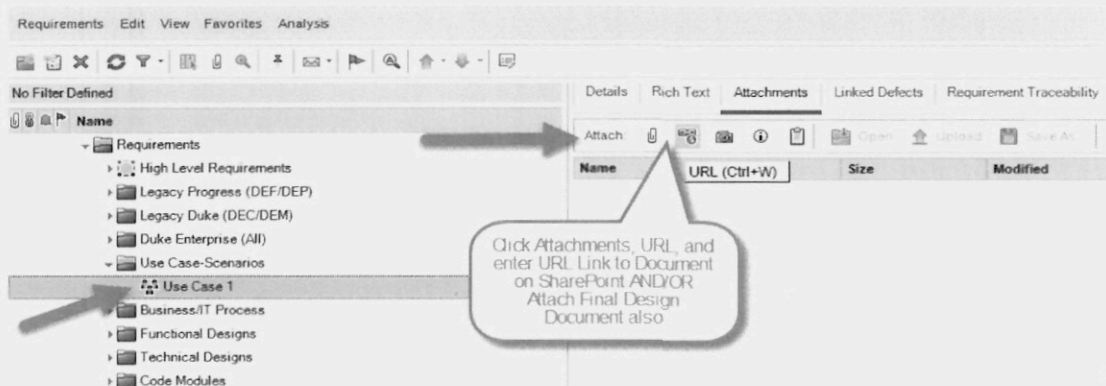 Requirements Edit View Favorites Analysis
No Filter Defined
Details Rich Text Attachments Linked Defects Requirement Traceability
Name
Attach: Open Upload Save As
Requirements
Name Size Modified
URL (Ctrl+W)
High Level Requirements
Legacy Progress (DEF/DEP)
Legacy Duke (DEC/DEM)
Duke Enterprise (All)
Use Case-Scenarios
Use Case 1
Business/IT Process
Functional Designs
Technical Designs
Code Modules
Click Attachments, URL, and
enter URL Link to Document
on SharePoint AND/OR
Attach Final Design
Document also